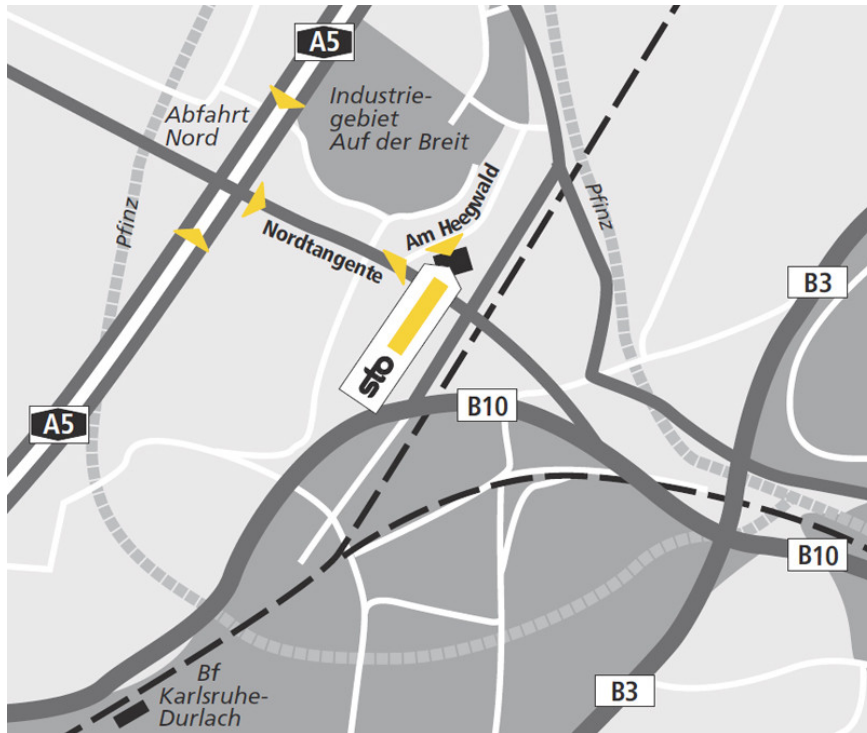 A5
Industrie-
gebiet
Auf der Breit
Abfahrt
Nord
Pfinz
Pfinz
Am Heegwald
Nordtangente
B3
sto
B10
A5
B10
Bf
Karlsruhe-
Durlach
B3